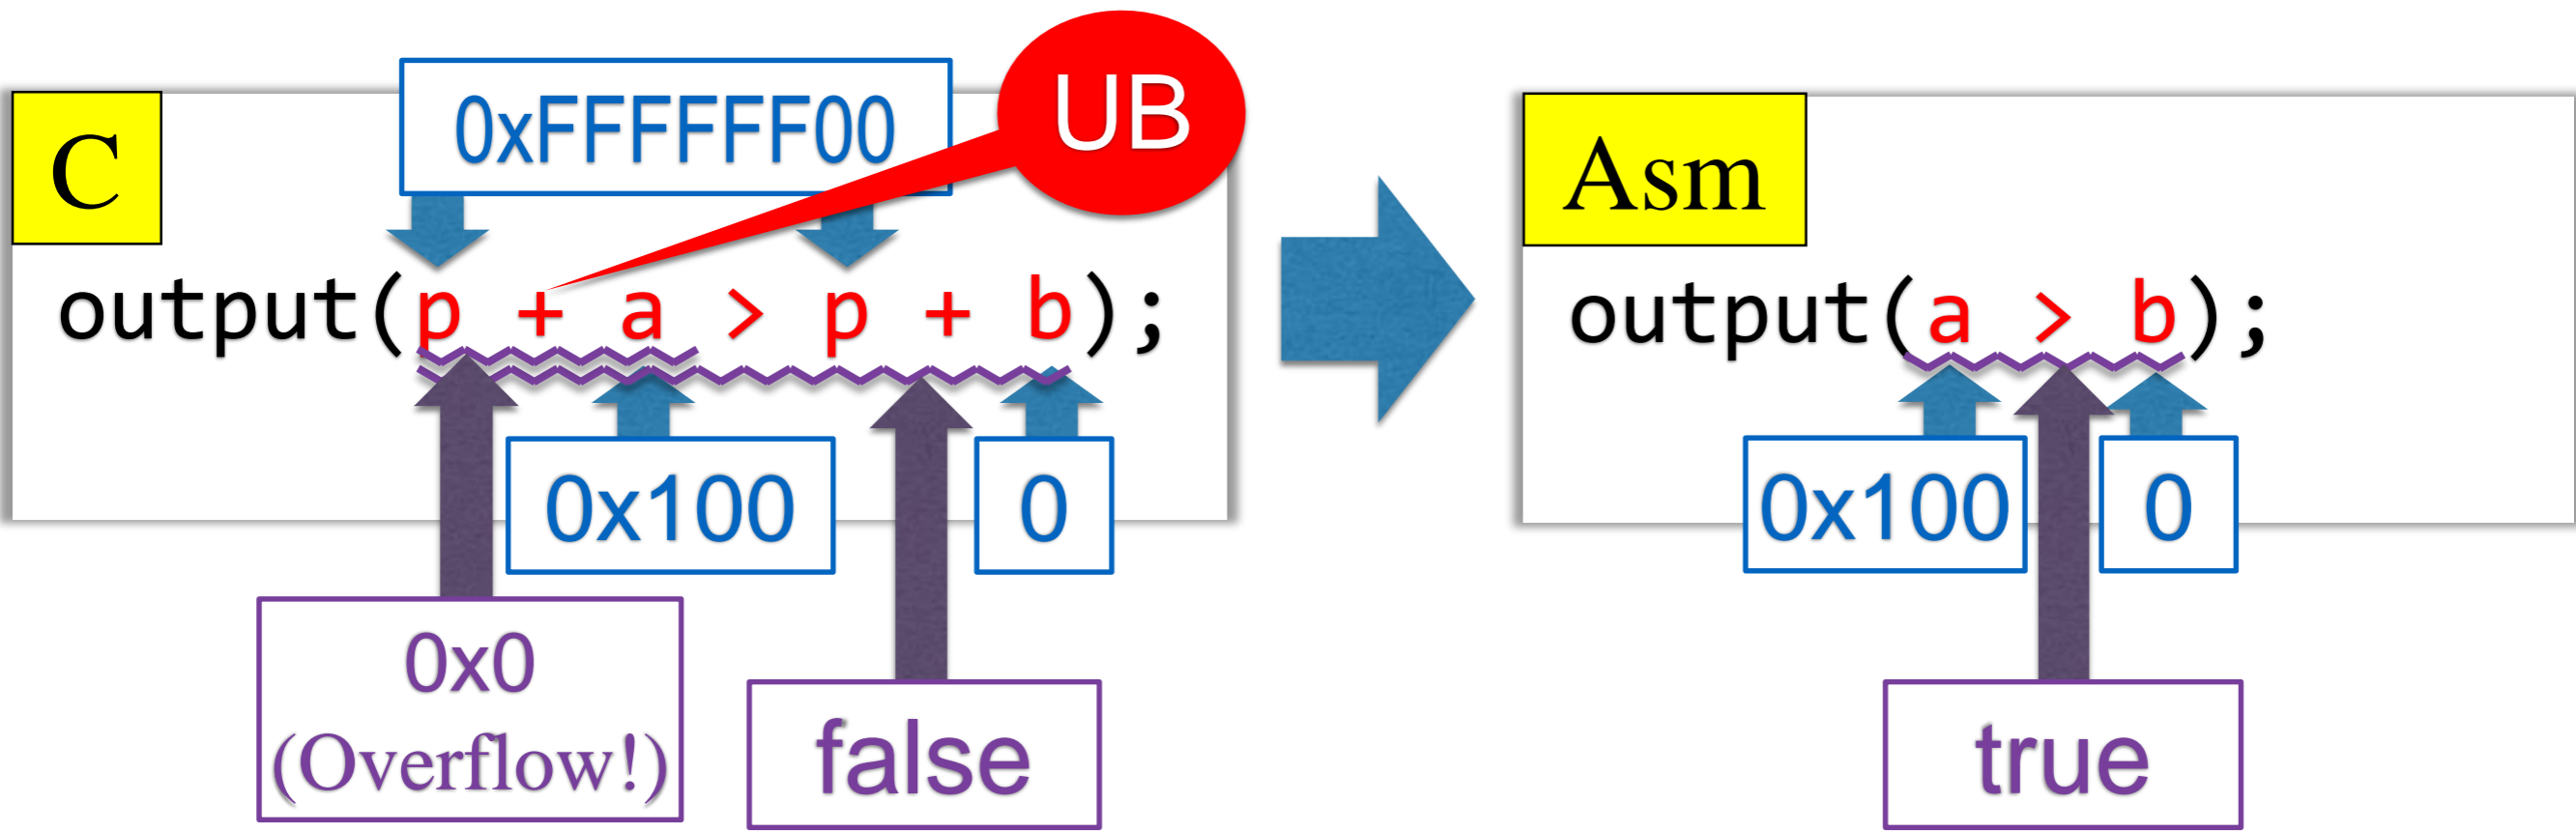 C
0xFFFFFF00
UB
output(p + a > p + b);
0x100
0
0x0
(Overflow!)
false
Asm
output(a > b);
0x100
0
true